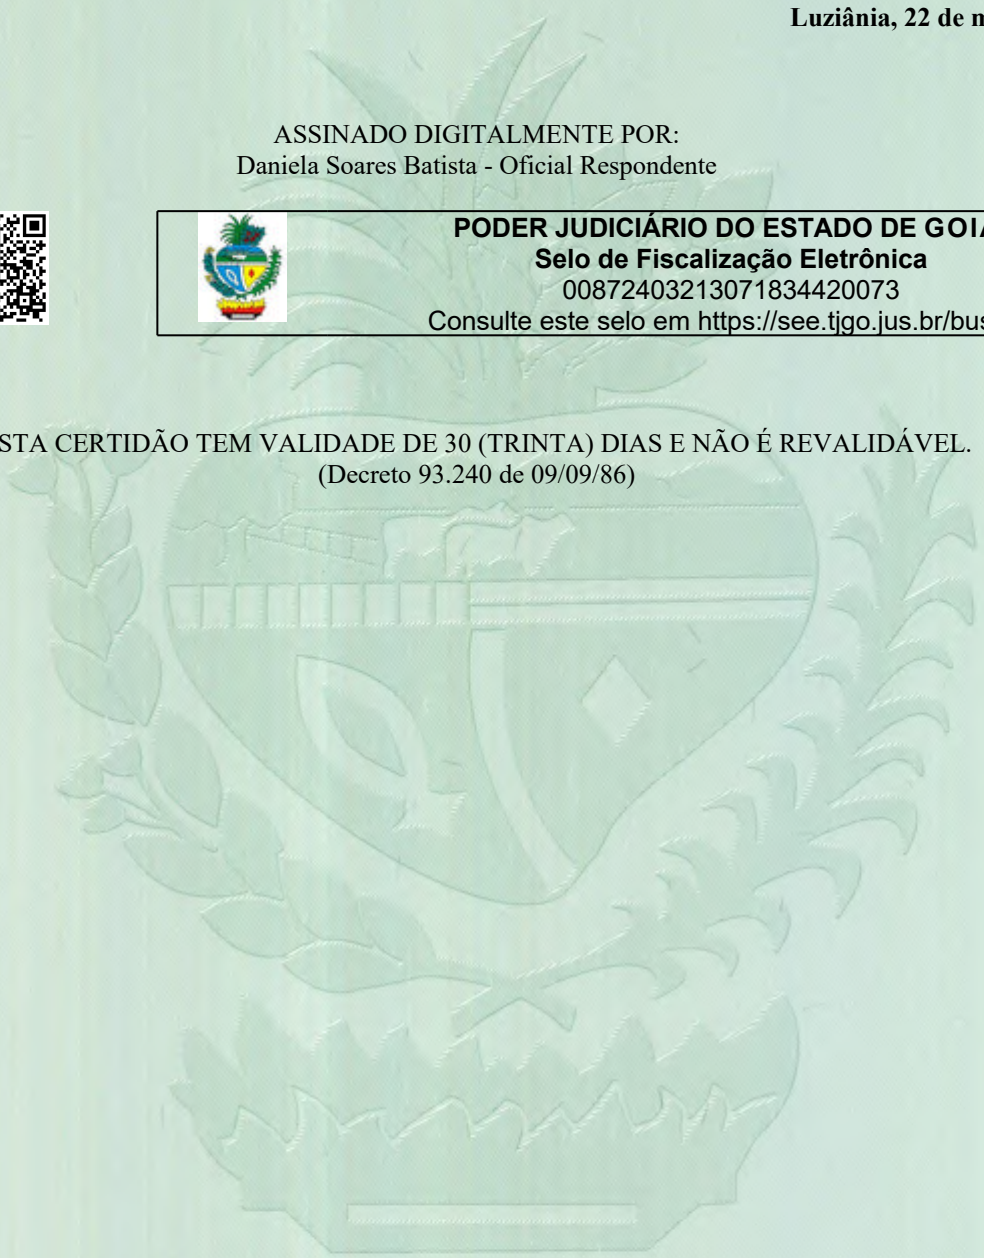 Luziânia, 22 de m
ASSINADO DIGITALMENTE POR:
Daniela Soares Batista - Oficial Respondente
PODER JUDICIÁRIO DO ESTADO DE GOIÁ
Selo de Fiscalização Eletrônica
00872403213071834420073
Consulte este selo em https://see.tjgo.jus.br/bus
STA CERTIDÃO TEM VALIDADE DE 30 (TRINTA) DIAS E NÃO É REVALIDÁVEL.
(Decreto 93.240 de 09/09/86)